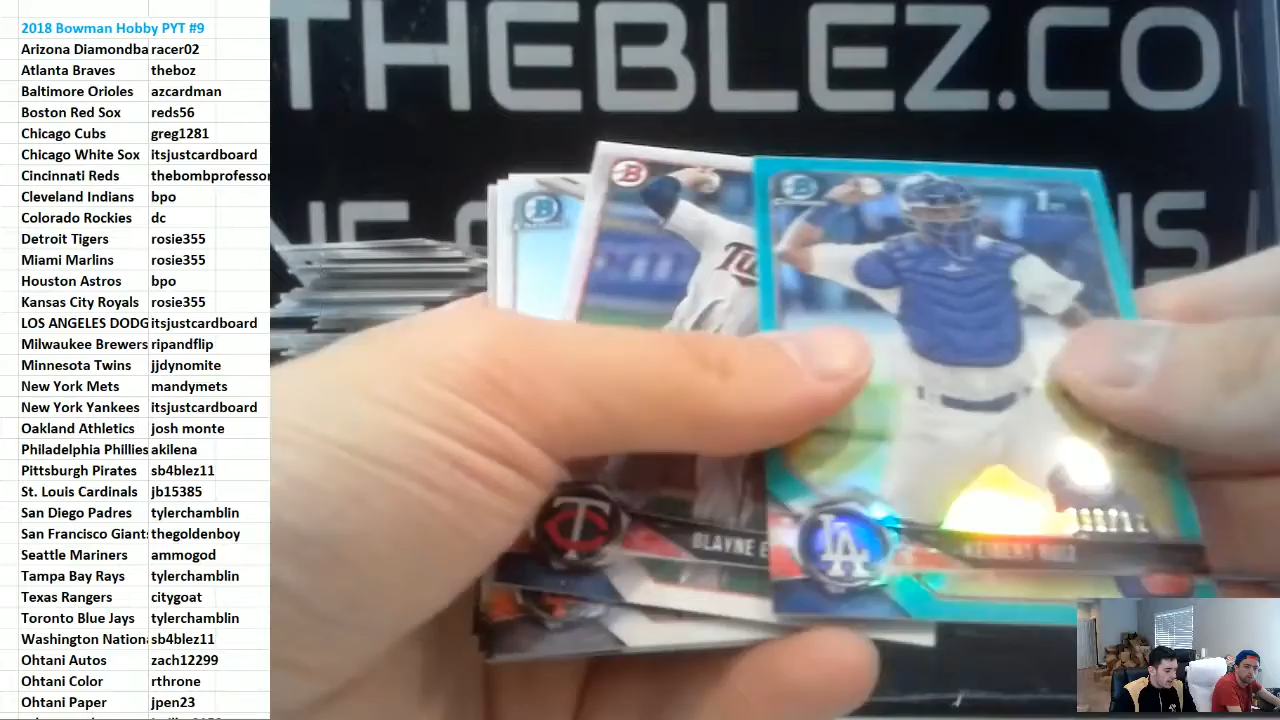 2018 Bowman Hobby PYT #9
Arizona Diamondba racer02
Atlanta Braves theboz
Baltimore Orioles azcardman
Boston Red Sox reds56
Chicago Cubs greg1281
Chicago White Sox itsjustcardboard
Cincinnati Reds thebombprofessor
Cleveland Indians bpo
Colorado Rockies dc
Detroit Tigers rosie355
Miami Marlins rosie355
Houston Astros bpo
Kansas City Royals rosie355
LOS ANGELES DODG itsjustcardboard
Milwaukee Brewers ripandflip
Minnesota Twins jjdynomite
New York Mets mandymets
New York Yankees itsjustcardboard
Oakland Athletics josh monte
Philadelphia Phillies akilena
Pittsburgh Pirates sb4blez11
St. Louis Cardinals jb15385
San Diego Padres tylerchamblin
San Francisco Giants thegoldenboy
Seattle Mariners ammogod
Tampa Bay Rays tylerchamblin
Texas Rangers citygoat
Toronto Blue Jays tylerchamblin
Washington Nationa sb4blez11
Ohtani Autos zach12299
Ohtani Color rthrone
Ohtani Paper jpen23
THEBLEZ.CO
B
B
1st
TC
BLAYNE E
LA